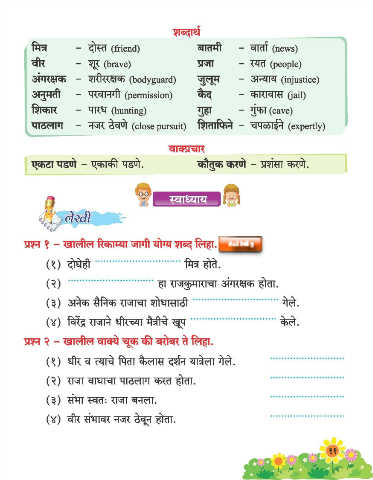 शब्दार्थ
मित्र – दोस्त (friend) बातमी – वार्ता (news)
वीर – शूर (brave) प्रजा – रयत (people)
अंगरक्षक – शरीररक्षक (bodyguard) जुलूम – अन्याय (injustice)
अनुमती – परवानगी (permission) कैद – कारावास (jail)
शिकार – पारध (hunting) गुहा – गुंफा (cave)
पाठलाग – नजर ठेवणे (close pursuit) शिताफिने – चपळाईने (expertly)
वाक्प्रचार
एकटा पडणे – एकाकी पडणे. कौतुक करणे – प्रशंसा करणे.
स्वाध्याय
लेखी
प्रश्न १ – खालील रिकाम्या जागी योग्य शब्द लिहा.
(१) दोघेही ........................ मित्र होते.
(२) ........................ हा राजकुमाराचा अंगरक्षक होता.
(३) अनेक सैनिक राजाचा शोधासाठी ........................ गेले.
(४) विरेंद्र राजाने धीरच्या मैत्रीचे खूप ........................ केले.
प्रश्न २ – खालील वाक्ये चूक की बरोबर ते लिहा.
(१) धीर व त्याचे पिता कैलास दर्शन यात्रेला गेले. ........................
(२) राजा वाघाचा पाठलाग करत होता. ........................
(३) संभा स्वतः राजा बनला. ........................
(४) वीर संभावर नजर ठेवून होता. ........................